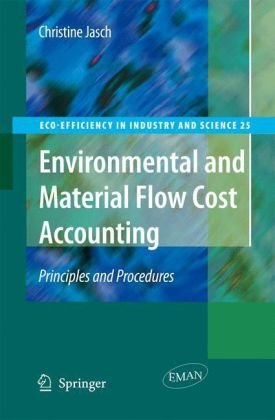 Christine Jasch
ECO-EFFICIENCY IN INDUSTRY AND SCIENCE 25
Environmental and
Material Flow Cost
Accounting
Principles and Procedures
Springer
EMAN